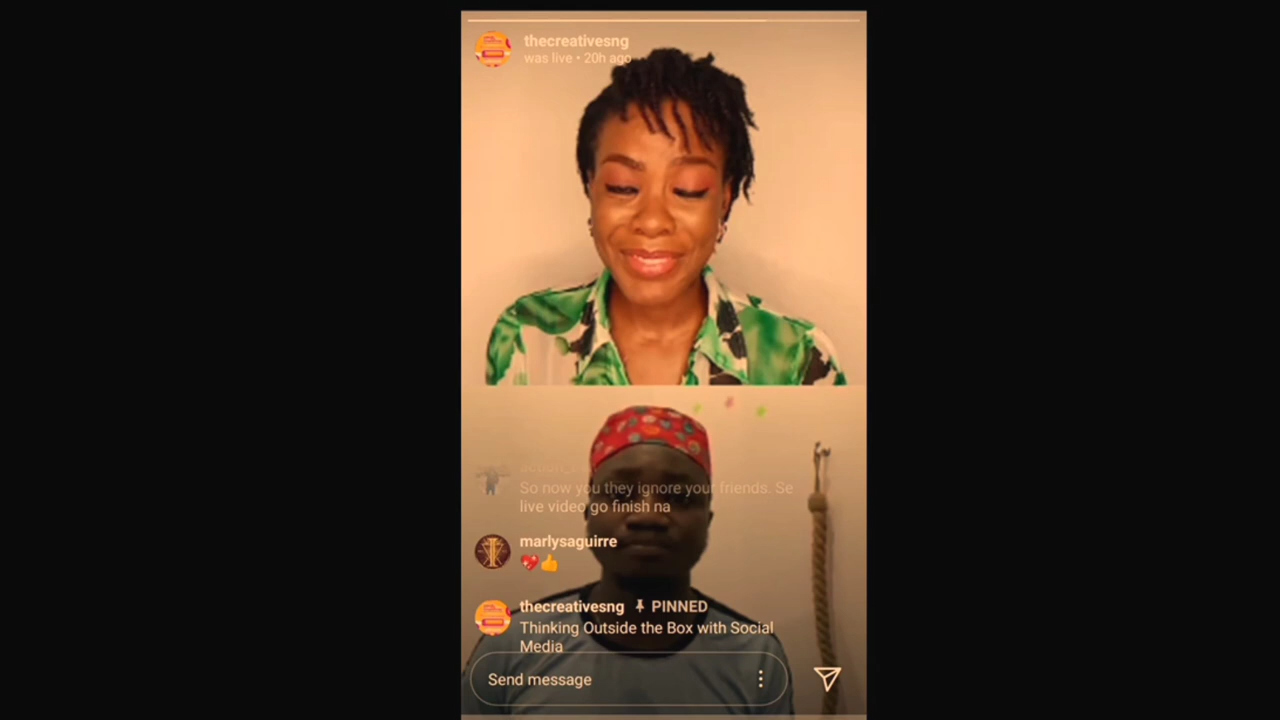 thecreativesng
was live • 20h ago
So now you they ignore your friends. Se
live video go finish na
marlysaguirre
💖👍
thecreativesng 📌 PINNED
Thinking Outside the Box with Social
Media
Send message